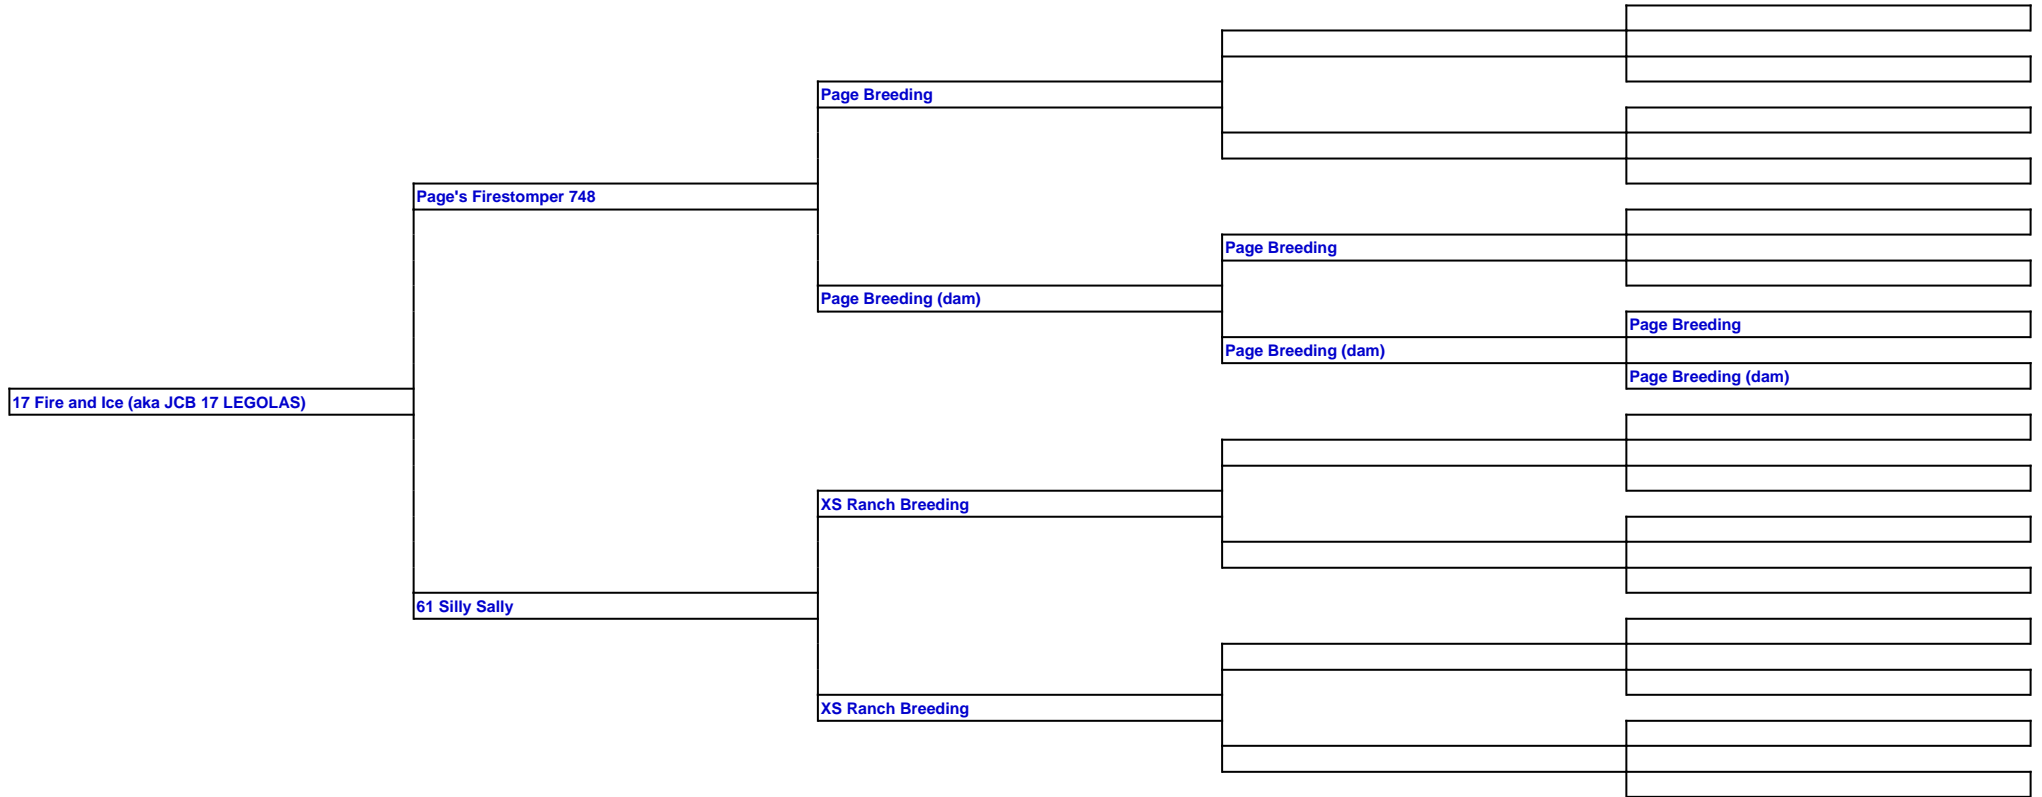 Page Breeding
Page's Firestomper 748
Page Breeding
Page Breeding (dam)
Page Breeding
Page Breeding (dam)
Page Breeding (dam)
17 Fire and Ice (aka JCB 17 LEGOLAS)
XS Ranch Breeding
61 Silly Sally
XS Ranch Breeding